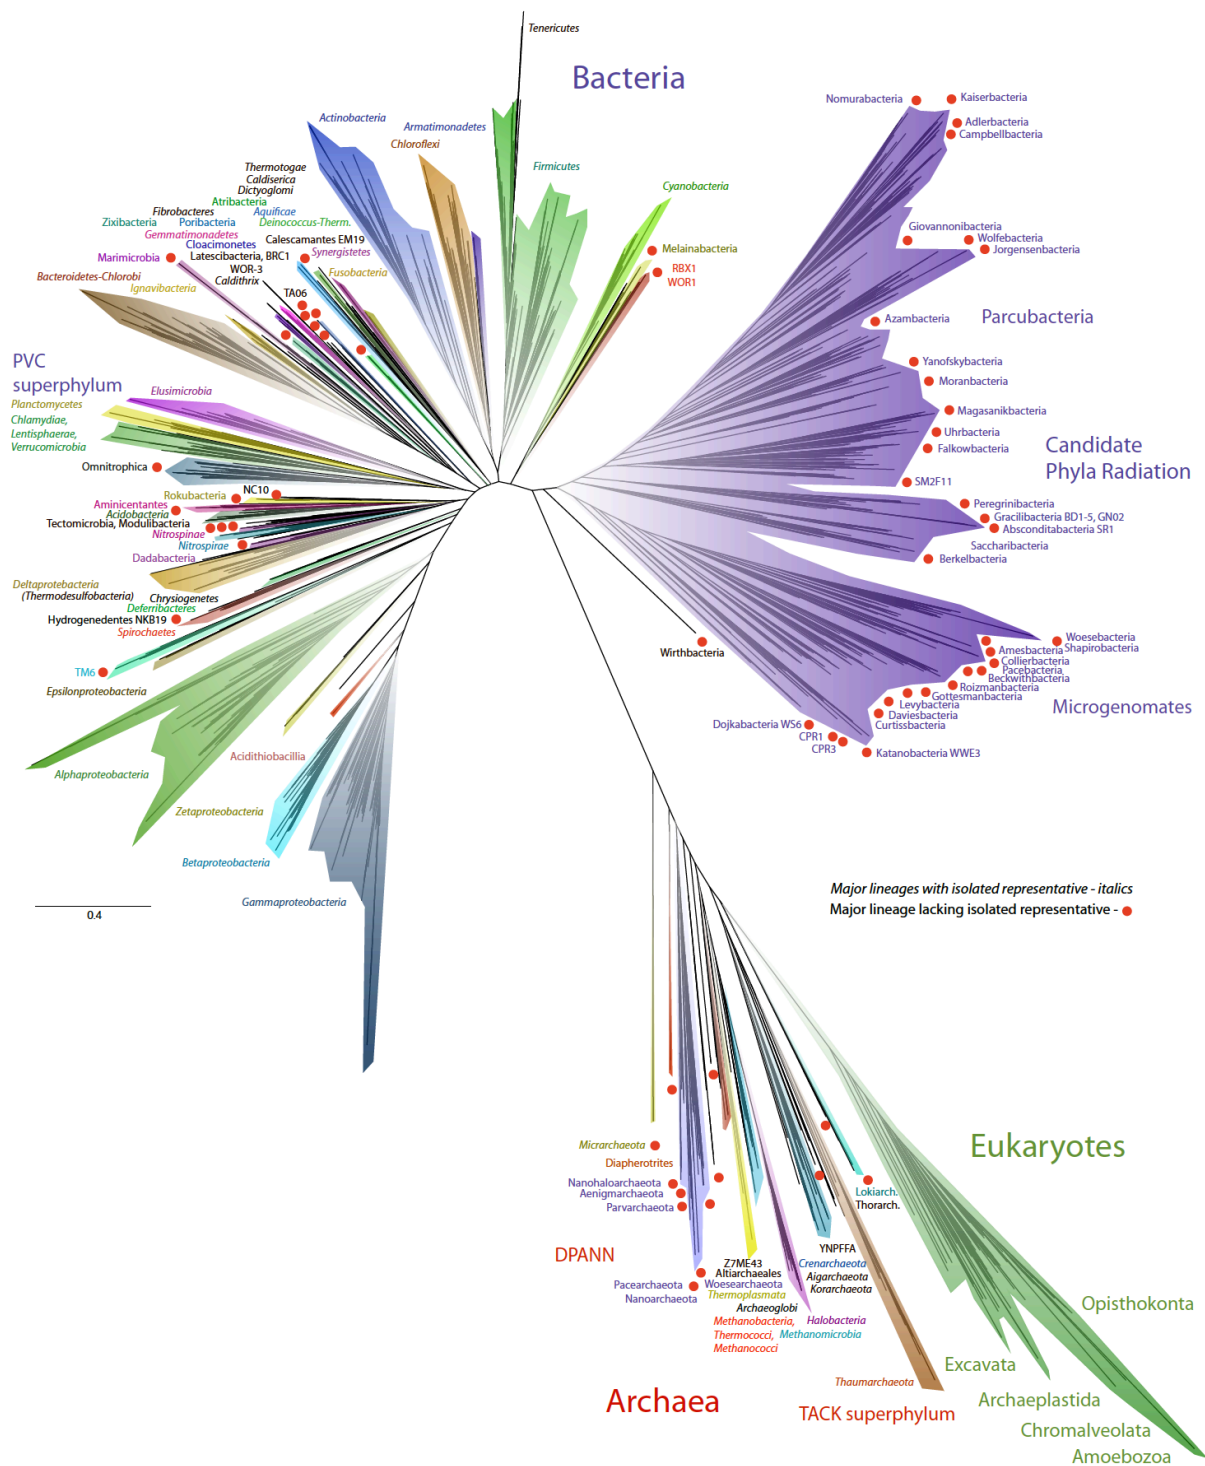 Tenericutes
Bacteria
Nomurabacteria
Kaiserbacteria
Adlerbacteria
Campbellbacteria
Actinobacteria
Armatimonadetes
Chloroflexi
Firmicutes
Cyanobacteria
Thermotogae
Caldiserica
Dictyoglomi
Atribacteria
Fibrobacteres
Aquificae
Zixibacteria
Poribacteria
Deinococcus-Therm.
Gemmatimonadetes
Cloacimonetes
Calescamantes EM19
Marimicrobia
Latescibacteria, BRC1
Synergistetes
WOR-3
Fusobacteria
Bacteroidetes-Chlorobi
Caldithrix
Ignavibacteria
TA06
Melainabacteria
RBX1
WOR1
Giovannonibacteria
Wolfebacteria
Jorgensenbacteria
Azambacteria
Parcubacteria
Yanofskybacteria
Moranbacteria
Magasanikbacteria
Uhrbacteria
Falkowbacteria
Candidate
Phyla Radiation
SM2F11
Peregrinibacteria
Gracilibacteria BD1-5, GN02
Absconditabacteria SR1
Saccharibacteria
Berkelbacteria
PVC
superphylum
Elusimicrobia
Planctomycetes
Chlamydiae,
Lentisphaerae,
Verrucomicrobia
Omnitrophica
Rokubacteria
NC10
Aminicentantes
Acidobacteria
Tectomicrobia, Modulibacteria
Nitrospinae
Nitrospirae
Dadabacteria
Deltaprotebacteria
(Thermodesulfobacteria)
Chrysiogenetes
Deferribacteres
Hydrogenedentes NKB19
Spirochaetes
TM6
Epsilonproteobacteria
Wirthbacteria
Woesebacteria
Shapirobacteria
Amesbacteria
Collierbacteria
Pacebacteria
Beckwithbacteria
Roizmanbacteria
Gottesmanbacteria
Levybacteria
Daviesbacteria
Curtissbacteria
Microgenomates
Dojkabacteria WS6
CPR1
CPR3
Katanobacteria WWE3
Alphaproteobacteria
Acidithiobacillia
Zetaproteobacteria
Betaproteobacteria
Gammaproteobacteria
0.4
Major lineages with isolated representative - italics
Major lineage lacking isolated representative -
Micrarchaeota
Diapherotrites
Nanohaloarchaeota
Aenigmarchaeota
Parvarchaeota
DPANN
Pacearchaeota
Nanoarchaeota
Z7ME43
Altiarchaeales
Woesearchaeota
Thermoplasmata
Archaeoglobi
Methanobacteria,
Thermococci,
Methanococci
Halobacteria
Methanomicrobia
YNPFFA
Crenarchaeota
Aigarchaeota
Korarchaeota
Lokiarch.
Thorarch.
Thaumarchaeota
Archaea
TACK superphylum
Eukaryotes
Opisthokonta
Excavata
Archaeplastida
Chromalveolata
Amoebozoa